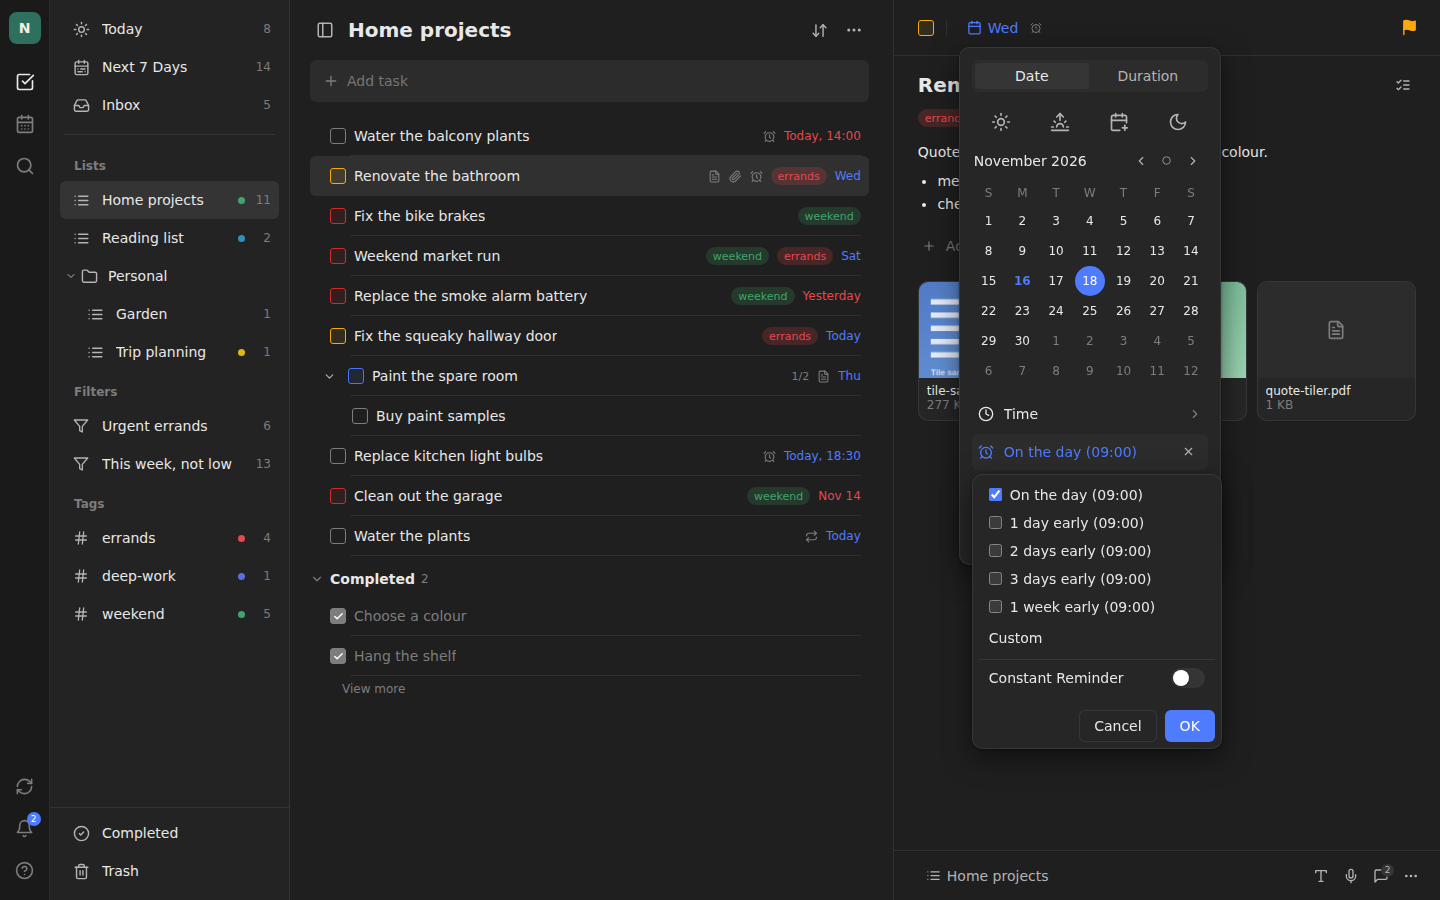 N
Today 8
Next 7 Days 14
Inbox 5
Lists
Home projects 11
Reading list 2
Personal
Garden 1
Trip planning 1
Filters
Urgent errands 6
This week, not low 13
Tags
errands 4
deep-work 1
weekend 5
2
Completed
Trash
Home projects
Add task
Water the balcony plants Today, 14:00
Renovate the bathroom errands Wed
Fix the bike brakes weekend
Weekend market run weekend errands Sat
Replace the smoke alarm battery weekend Yesterday
Fix the squeaky hallway door errands Today
Paint the spare room 1/2 Thu
Buy paint samples
Replace kitchen light bulbs Today, 18:30
Clean out the garage weekend Nov 14
Water the plants Today
Completed 2
Choose a colour
Hang the shelf
View more
Wed
Ren
Quote colour.
quote-tiler.pdf
1 KB
277 K
Date Duration
November 2026
S M T W T F S
1 2 3 4 5 6 7
8 9 10 11 12 13 14
15 16 17 18 19 20 21
22 23 24 25 26 27 28
29 30 1 2 3 4 5
6 7 8 9 10 11 12
Time
On the day (09:00)
On the day (09:00)
1 day early (09:00)
2 days early (09:00)
3 days early (09:00)
1 week early (09:00)
Custom
Constant Reminder
Cancel OK
Home projects 2